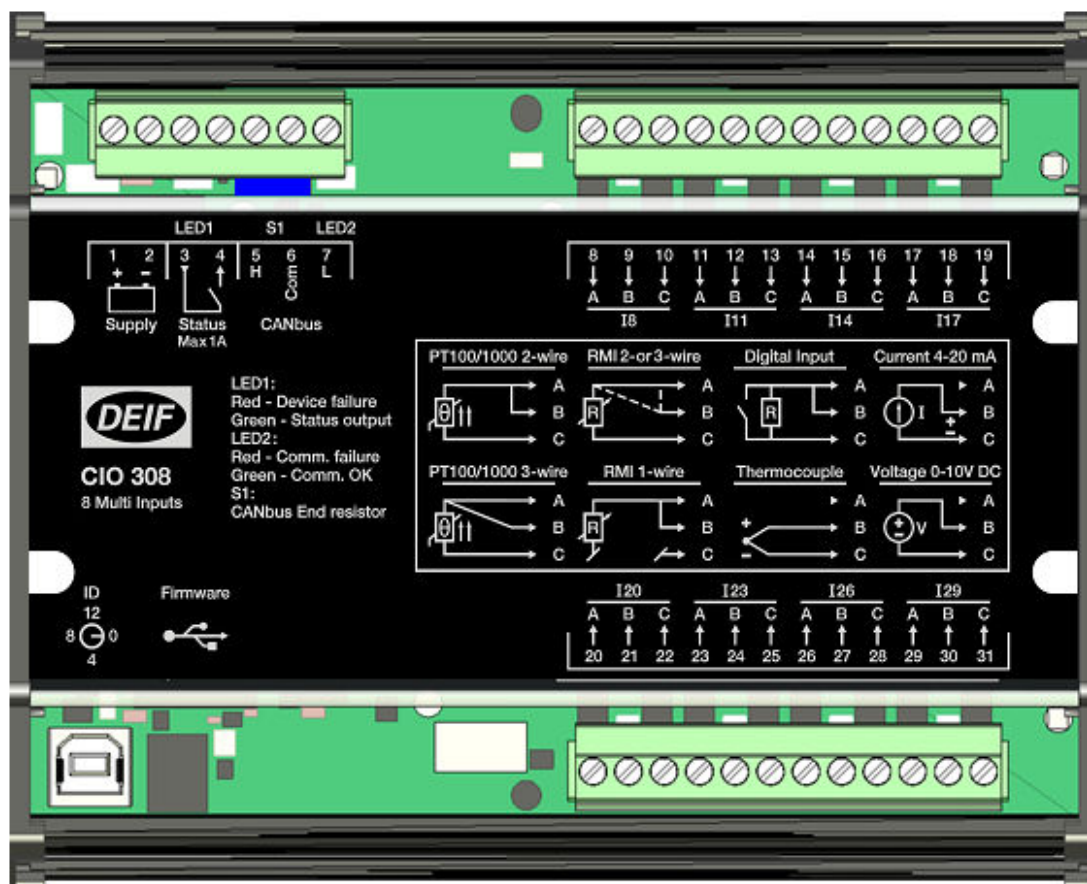 LED1 S1 LED2
1 2 3 4 5 6 7
+ - H Com L
Supply Status CANbus
Max 1A
8 9 10 11 12 13 14 15 16 17 18 19
A B C A B C A B C A B C
I8 I11 I14 I17
PT100/1000 2-wire RMI 2-or 3-wire Digital Input Current 4-20 mA
θ A R A R A A
B B B I + - B
C C C C
PT100/1000 3-wire RMI 1-wire Thermocouple Voltage 0-10V DC
A A A A
θ B R B + B + - V B
C C - C C
DEIF
CIO 308
8 Multi Inputs
LED1:
Red - Device failure
Green - Status output
LED2:
Red - Comm. failure
Green - Comm. OK
S1:
CANbus End resistor
ID Firmware
12
8 0
4
I20 I23 I26 I29
A B C A B C A B C A B C
20 21 22 23 24 25 26 27 28 29 30 31